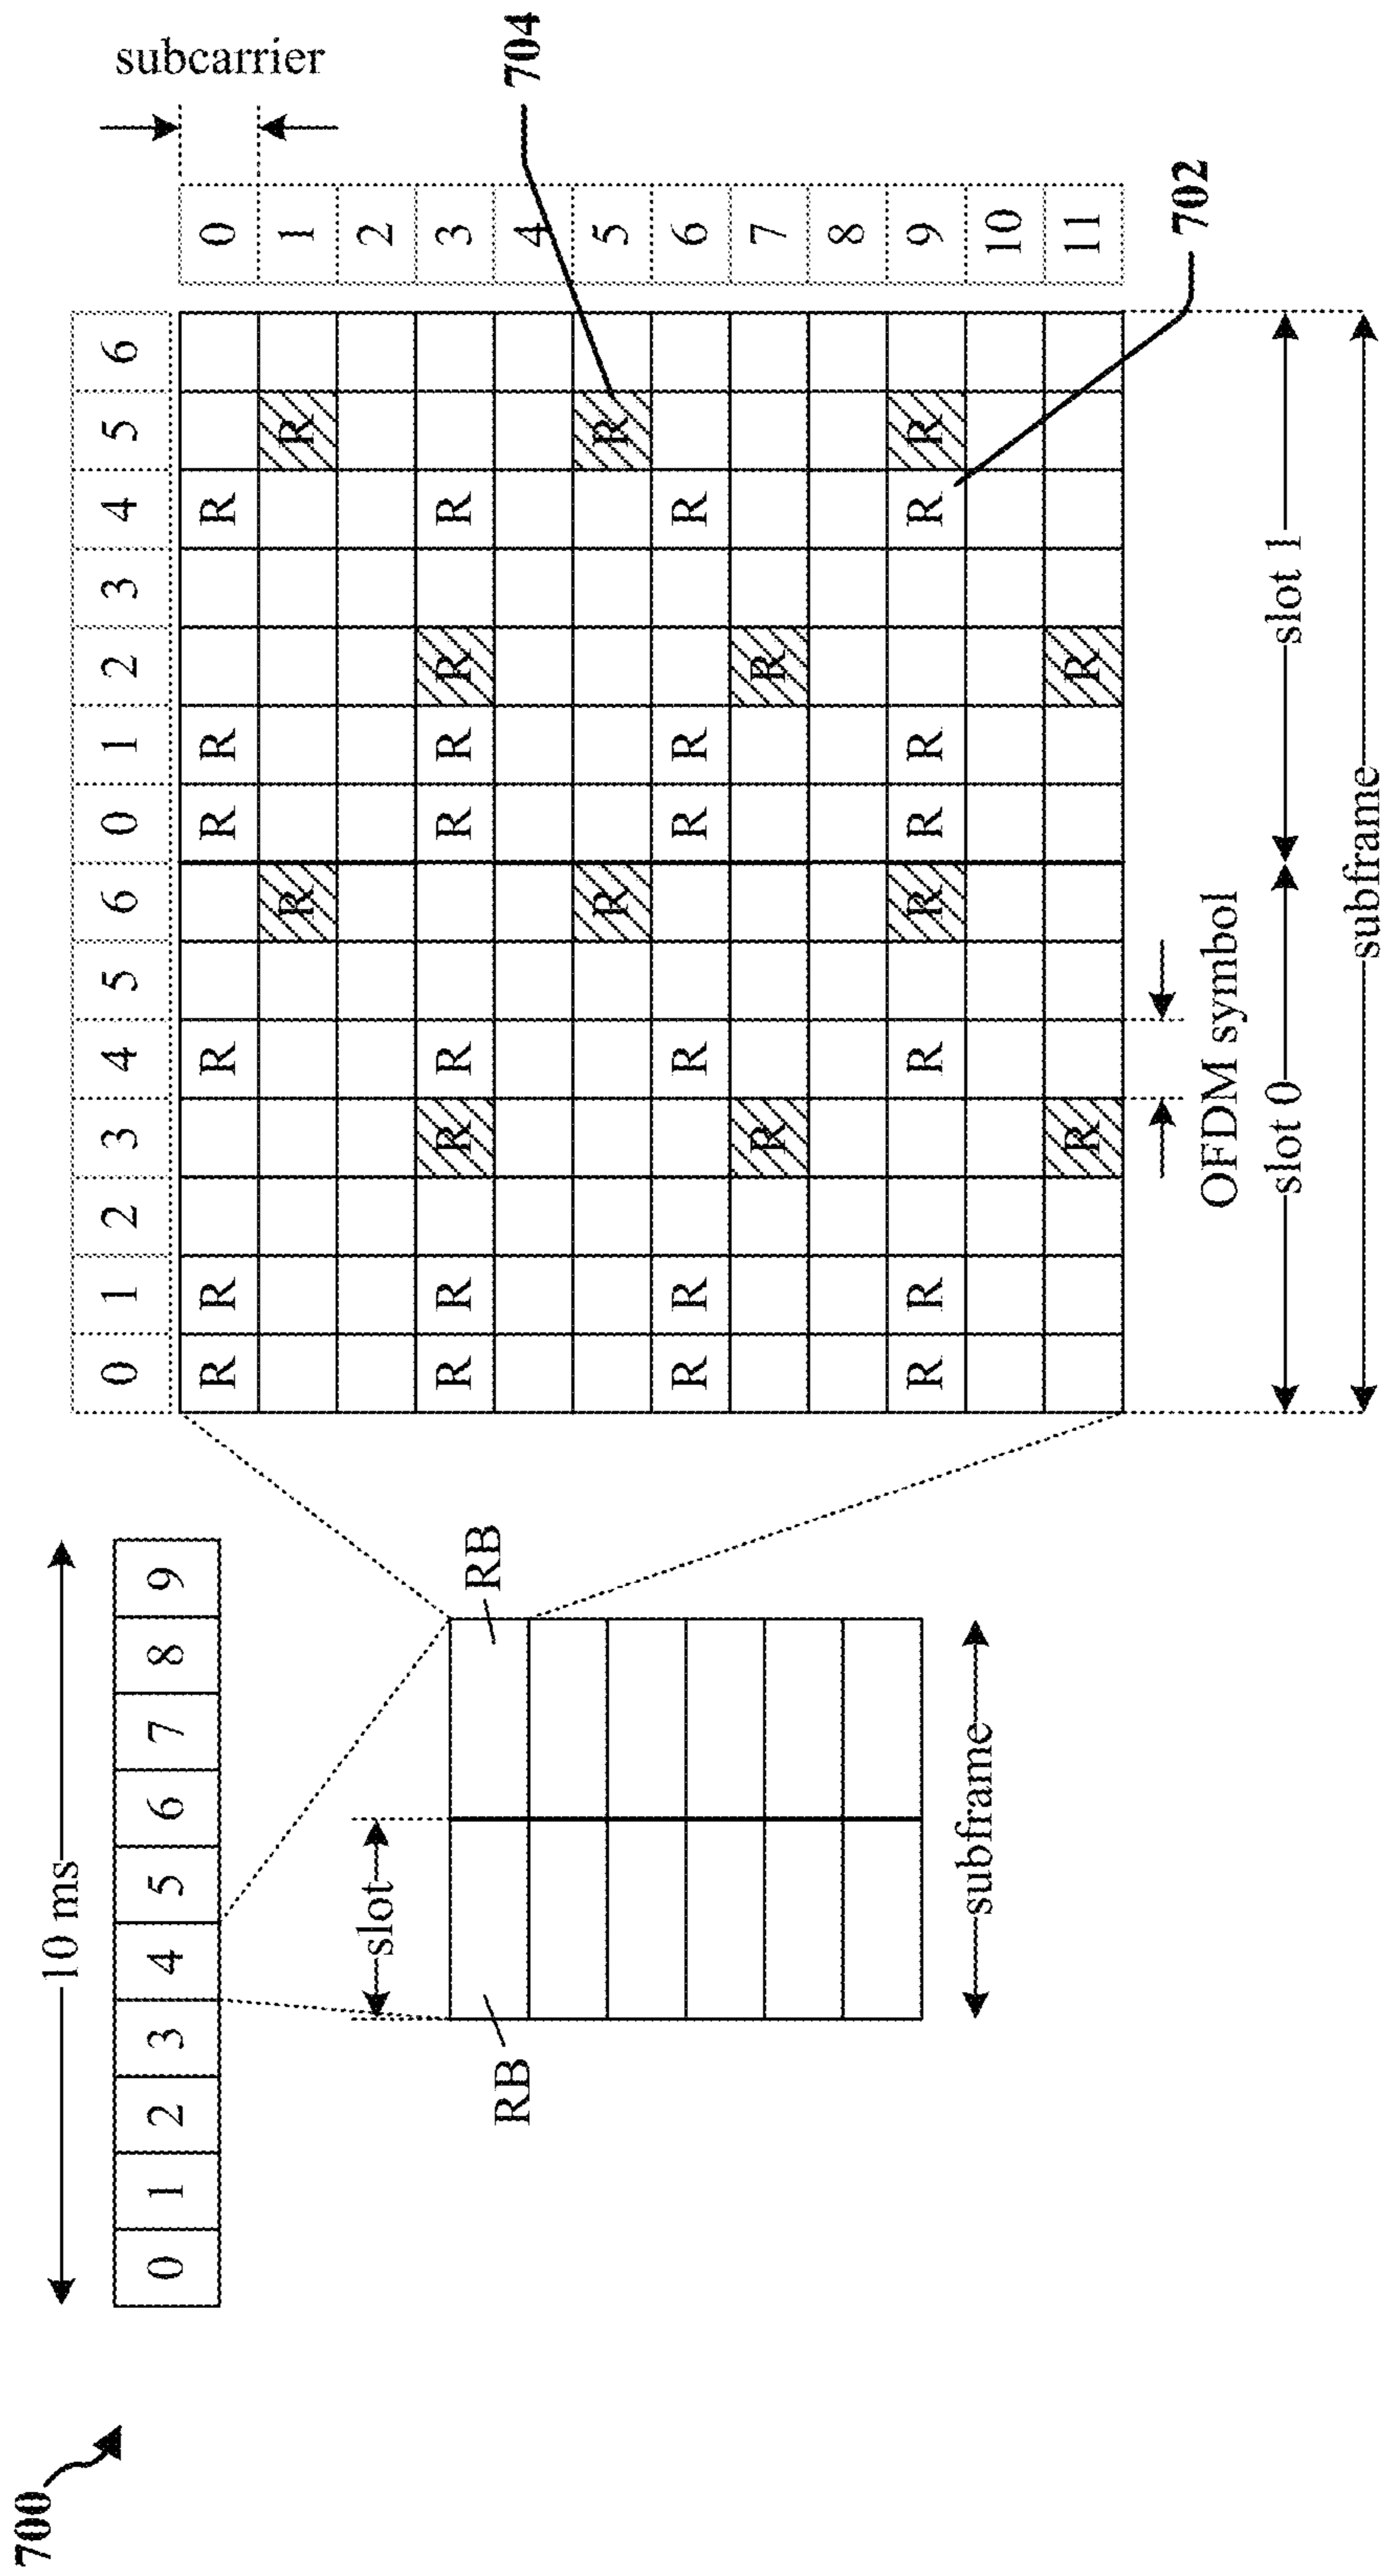 700
10 ms
0 1 2 3 4 5 6 7 8 9
slot
RB
RB
subframe
0 1 2 3 4 5 6 0 1 2 3 4 5 6
subcarrier
R R R R R R 0
R R 1
2
R R R R R R R R 3
4
R R 5
R R R R R R 6
R R 7
8
R R R R R R R R 9
10
R R 11
704
702
OFDM symbol
slot 0
slot 1
subframe